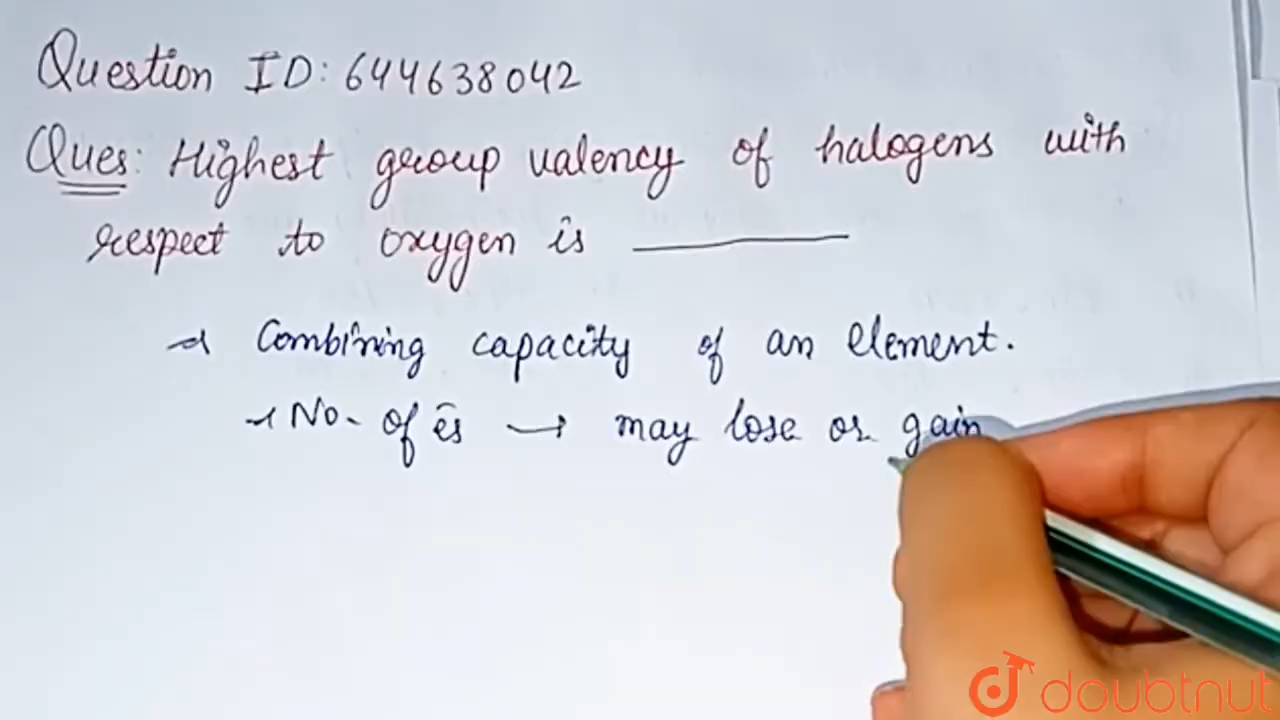 Question ID: 644638042
Ques: Highest group valency of halogens with
respect to oxygen is ________
→ Combining capacity of an element.
→ No. of ēs → may lose or gain
doubtnut